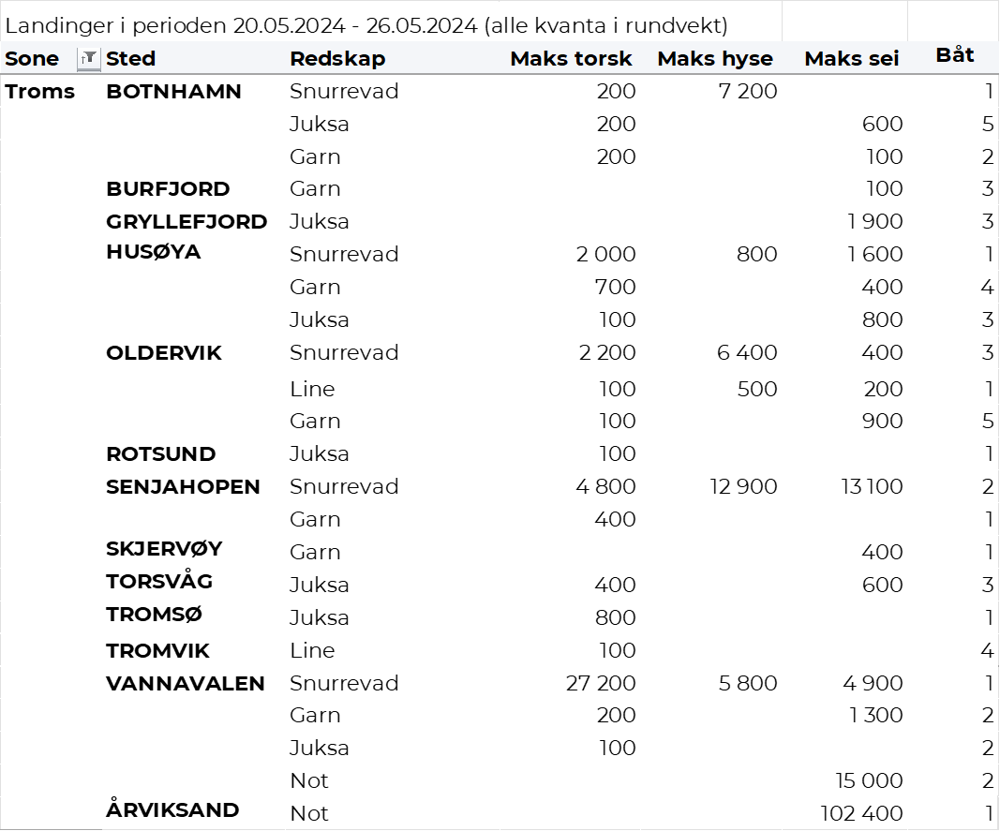 Landinger i perioden 20.05.2024 - 26.05.2024 (alle kvanta i rundvekt)
Sone Sted Redskap Maks torsk Maks hyse Maks sei Båt
Troms BOTNHAMN Snurrevad 200 7 200 1
Juksa 200 600 5
Garn 200 100 2
BURFJORD Garn 100 3
GRYLLEFJORD Juksa 1 900 3
HUSØYA Snurrevad 2 000 800 1 600 1
Garn 700 400 4
Juksa 100 800 3
OLDERVIK Snurrevad 2 200 6 400 400 3
Line 100 500 200 1
Garn 100 900 5
ROTSUND Juksa 100 1
SENJAHOPEN Snurrevad 4 800 12 900 13 100 2
Garn 400 1
SKJERVØY Garn 400 1
TORSVÅG Juksa 400 600 3
TROMSØ Juksa 800 1
TROMVIK Line 100 4
VANNAVALEN Snurrevad 27 200 5 800 4 900 1
Garn 200 1 300 2
Juksa 100 2
Not 15 000 2
ÅRVIKSAND Not 102 400 1